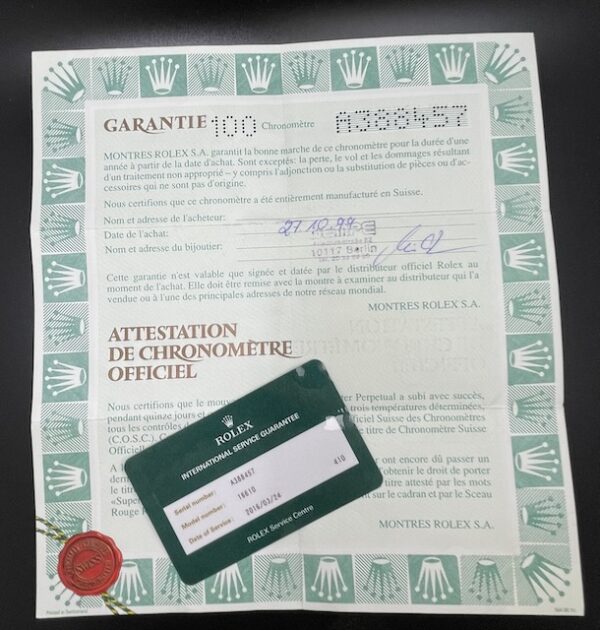 GARANTIE 100 Chronomètre A388457
MONTRES ROLEX S.A. garantit la bonne marche de ce chronomètre pour la durée d'une
année à partir de la date d'achat. Sont exceptés: la perte, le vol et les dommages résultant
d'un traitement non approprié – y compris l'adjonction ou la substitution de pièces ou d'ac-
cessoires qui ne sont pas d'origine.
Nous certifions que ce chronomètre a été entièrement manufacturé en Suisse.
Nom et adresse de l'acheteur:
Date de l'achat: 27.10.99
Nom et adresse du bijoutier: 10117 Berlin
Cette garantie n'est valable que signée et datée par le distributeur officiel Rolex au
moment de l'achat. Elle doit être remise avec la montre à examiner au distributeur qui l'a
vendue ou à l'une des principales adresses de notre réseau mondial.
MONTRES ROLEX S.A.
ATTESTATION
DE CHRONOMÈTRE
OFFICIEL
Nous certifions que le mouv Perpetual a subi avec succès,
pendant quinze jours et trois températures déterminées,
tous les contrôles d Officiel Suisse des Chronomètres
(C.O.S.C.), C titre de Chronomètre Suisse
Officiel
A l ont encore dû passer un
dern l'obtenir le droit de porter
le titre titre attesté par les mots
«Supe sur le cadran et par le Sceau
Rouge
MONTRES ROLEX S.A.
ROLEX
INTERNATIONAL SERVICE GUARANTEE
Serial number: A388457
Model number: 16610 410
Date of Service: 2016/03/24
ROLEX Service Centre
Printed in Switzerland